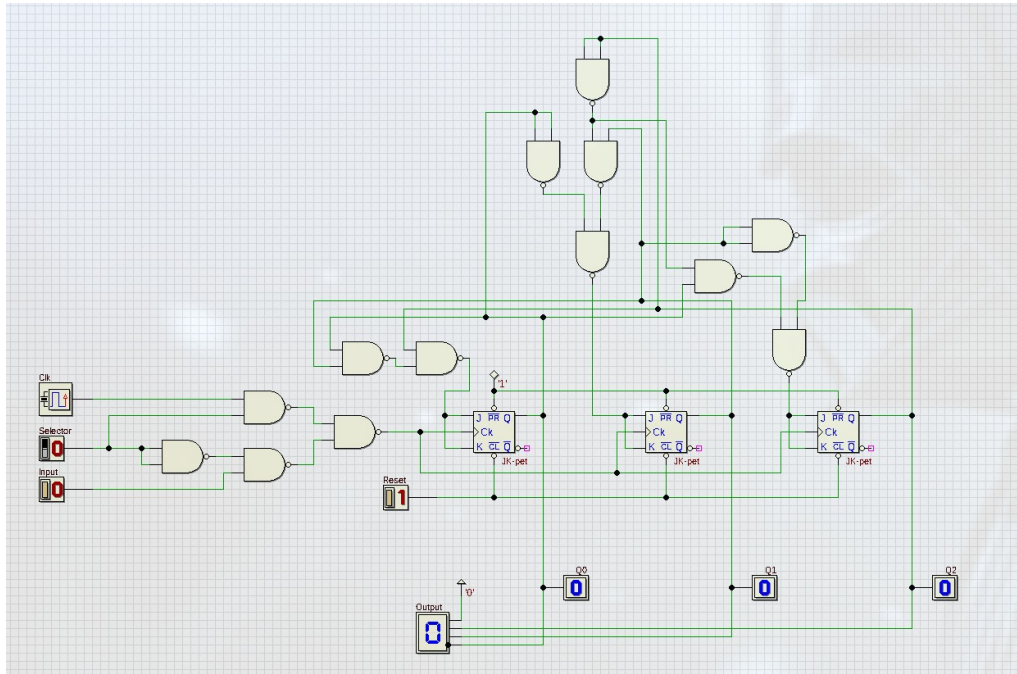 Clk
Selector
0
Input
0
'1'
J PR Q
Ck
K CL Q
JK-pet
J PR Q
Ck
K CL Q
JK-pet
J PR Q
Ck
K CL Q
JK-pet
Reset
1
Q0
0
Q1
0
Q2
0
'0'
Output
0